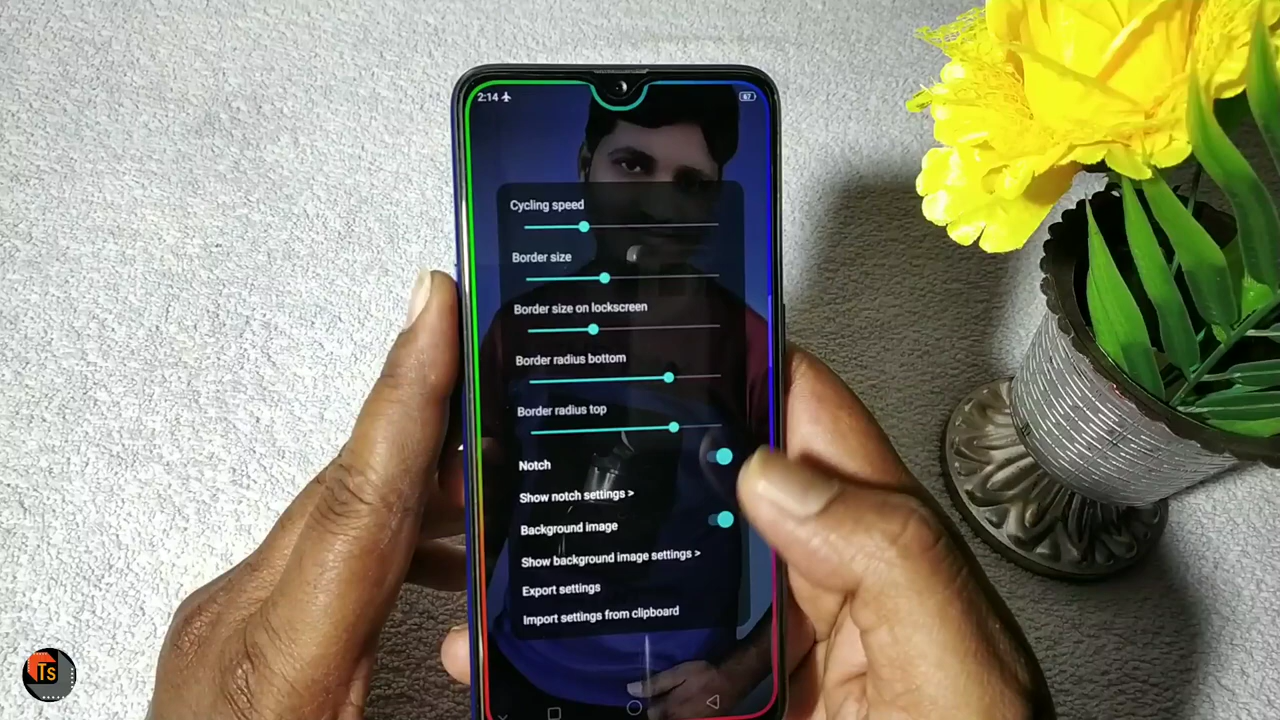 2:14
67
Cycling speed
Border size
Border size on lockscreen
Border radius bottom
Border radius top
Notch
Show notch settings >
Background image
Show background image settings >
Export settings
Import settings from clipboard
Ts